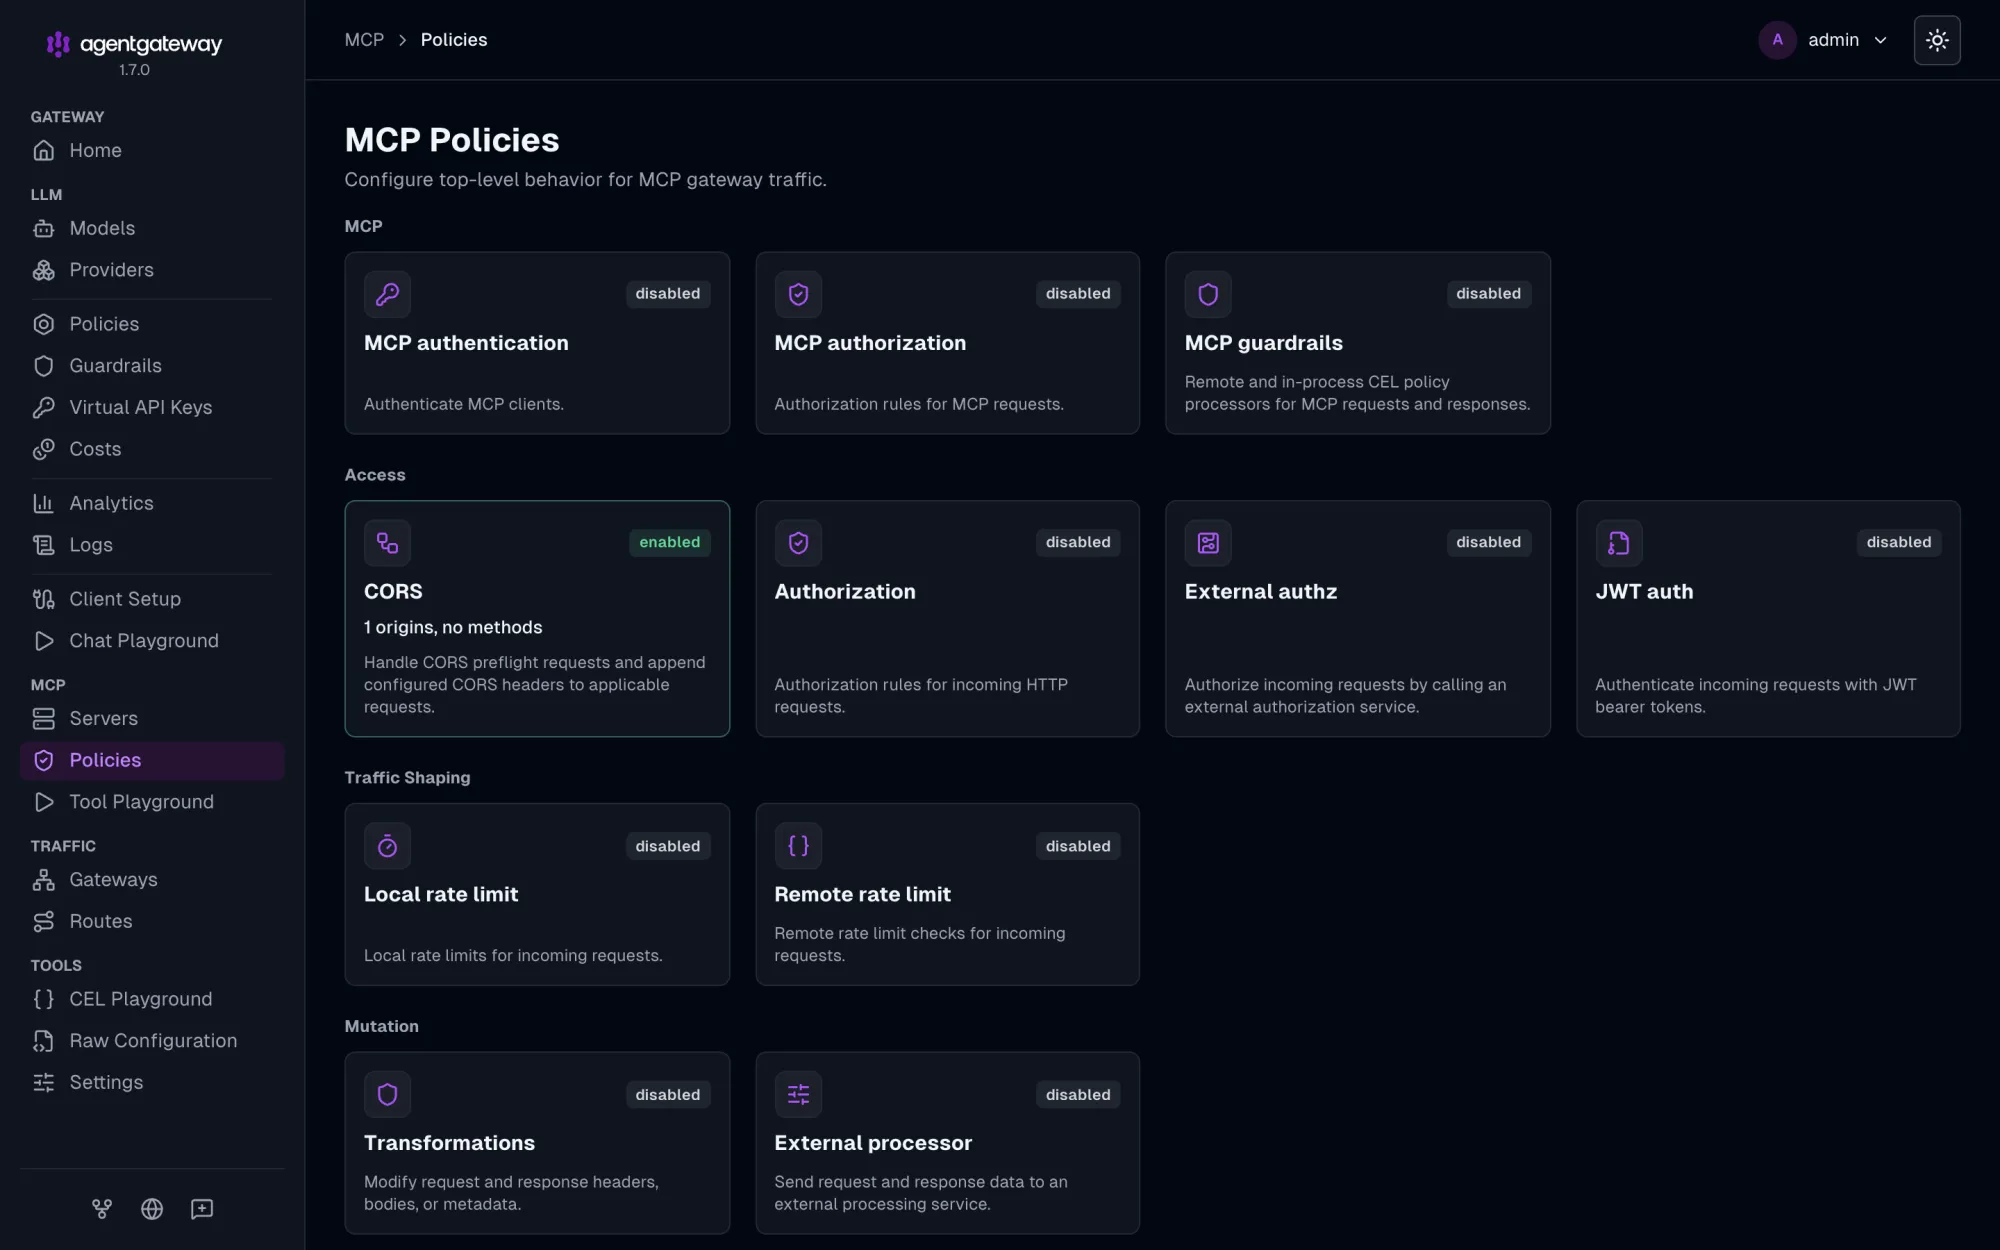 agentgateway
1.7.0
GATEWAY
Home
LLM
Models
Providers
Policies
Guardrails
Virtual API Keys
Costs
Analytics
Logs
Client Setup
Chat Playground
MCP
Servers
Policies
Tool Playground
TRAFFIC
Gateways
Routes
TOOLS
CEL Playground
Raw Configuration
Settings
MCP > Policies
A admin
MCP Policies
Configure top-level behavior for MCP gateway traffic.
MCP
disabled
MCP authentication
Authenticate MCP clients.
disabled
MCP authorization
Authorization rules for MCP requests.
disabled
MCP guardrails
Remote and in-process CEL policy
processors for MCP requests and responses.
Access
enabled
CORS
1 origins, no methods
Handle CORS preflight requests and append
configured CORS headers to applicable
requests.
disabled
Authorization
Authorization rules for incoming HTTP
requests.
disabled
External authz
Authorize incoming requests by calling an
external authorization service.
disabled
JWT auth
Authenticate incoming requests with JWT
bearer tokens.
Traffic Shaping
disabled
Local rate limit
Local rate limits for incoming requests.
disabled
Remote rate limit
Remote rate limit checks for incoming
requests.
Mutation
disabled
Transformations
Modify request and response headers,
bodies, or metadata.
disabled
External processor
Send request and response data to an
external processing service.